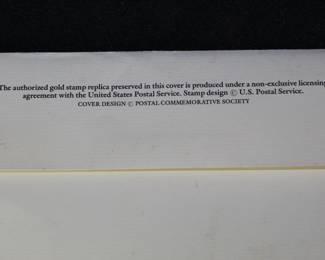 The authorized gold stamp replica preserved in this cover is produced under a non-exclusive licensing
agreement with the United States Postal Service. Stamp design © U.S. Postal Service.
COVER DESIGN © POSTAL COMMEMORATIVE SOCIETY